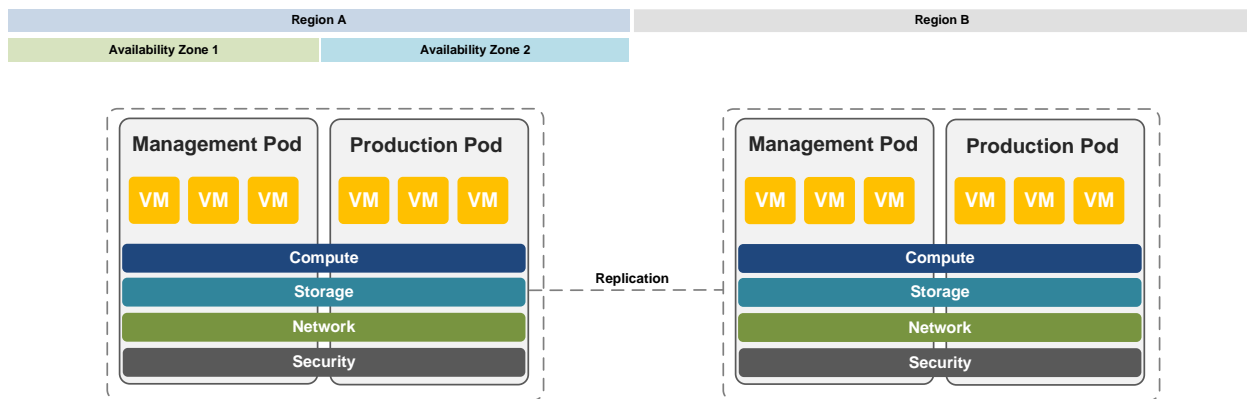 Region A
Region B
Availability Zone 1
Availability Zone 2
Management Pod
Production Pod
VM VM VM
VM VM VM
Compute
Storage
Network
Security
Replication
Management Pod
Production Pod
VM VM VM
VM VM VM
Compute
Storage
Network
Security